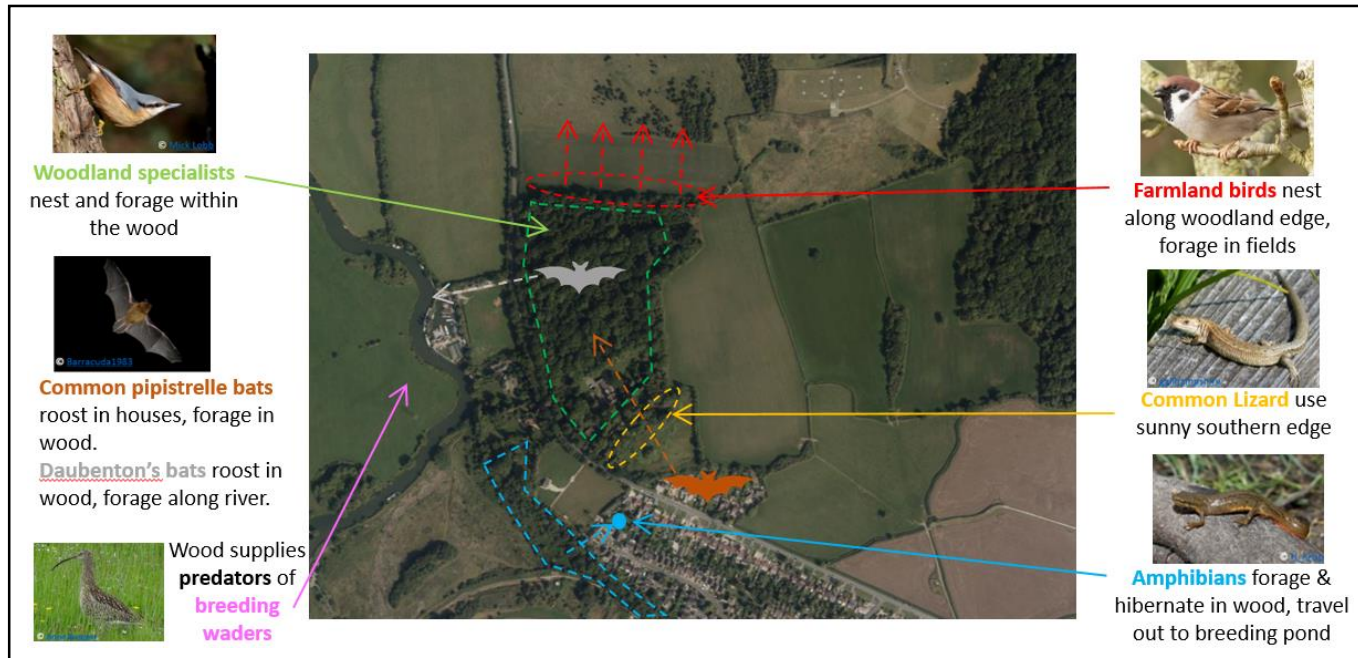 © Mick Lobb
Woodland specialists
nest and forage within
the wood
© Barracuda1983
Common pipistrelle bats
roost in houses, forage in
wood.
Daubenton's bats roost in
wood, forage along river.
Wood supplies
predators of
breeding
waders
Farmland birds nest
along woodland edge,
forage in fields
Common Lizard use
sunny southern edge
Amphibians forage &
hibernate in wood, travel
out to breeding pond